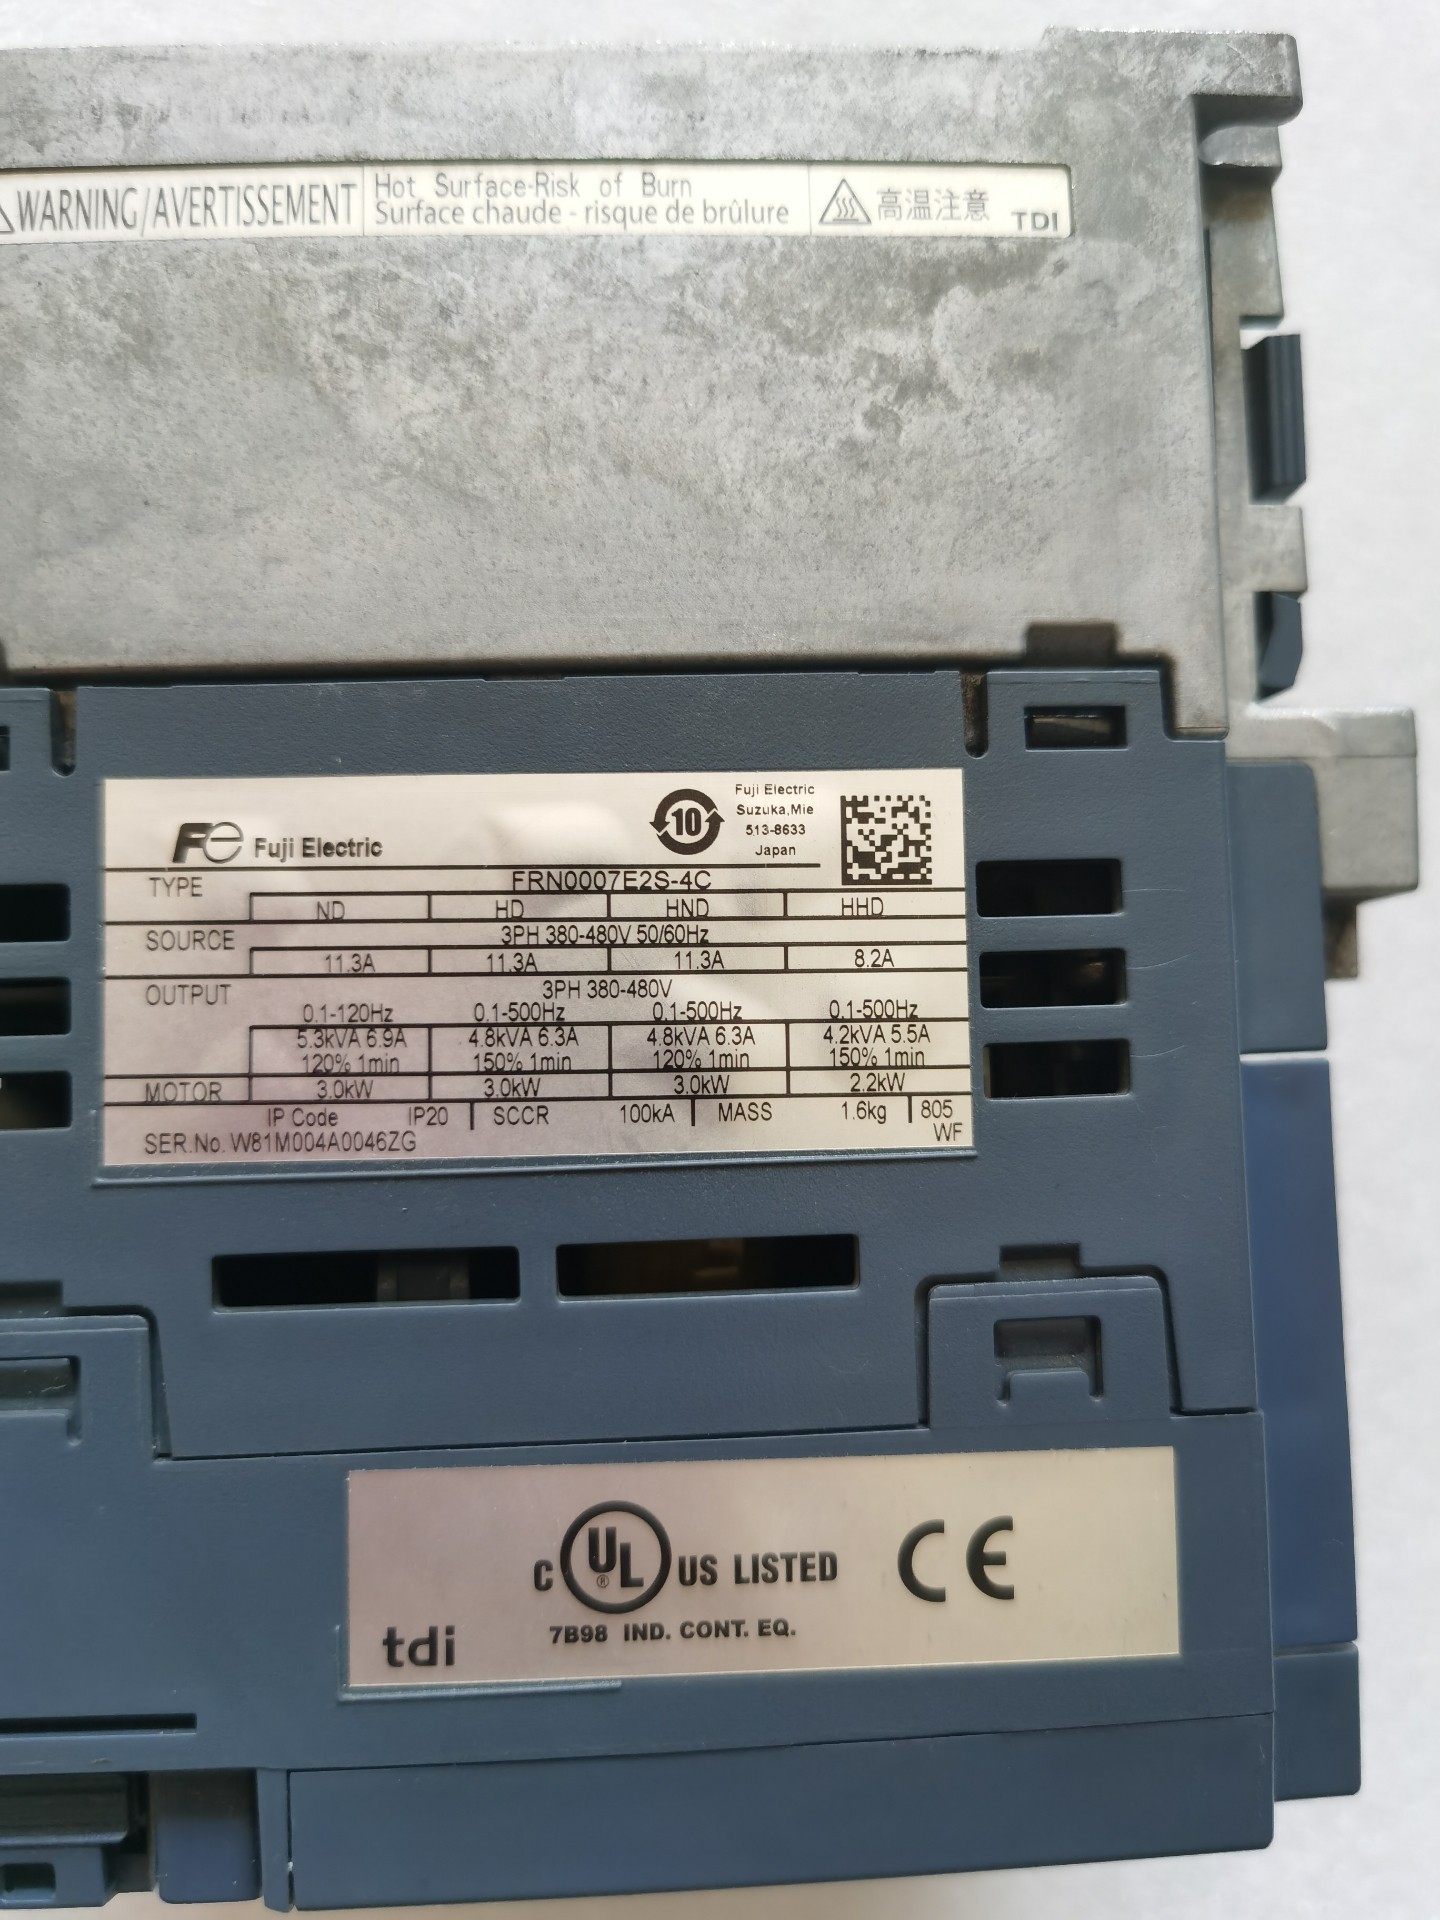 WARNING/AVERTISSEMENT Hot Surface-Risk of Burn
Surface chaude - risque de brûlure
高温注意 TDI
Fe Fuji Electric
10
Fuji Electric
Suzuka,Mie
513-8633
Japan
TYPE FRN0007E2S-4C
ND HD HND HHD
SOURCE 3PH 380-480V 50/60Hz
11.3A 11.3A 11.3A 8.2A
OUTPUT 3PH 380-480V
0.1-120Hz 0.1-500Hz 0.1-500Hz 0.1-500Hz
5.3kVA 6.9A 4.8kVA 6.3A 4.8kVA 6.3A 4.2kVA 5.5A
120% 1min 150% 1min 120% 1min 150% 1min
MOTOR 3.0kW 3.0kW 3.0kW 2.2kW
IP Code IP20 SCCR 100kA MASS 1.6kg 805
WF
SER.No. W81M004A0046ZG
C UL ® US LISTED CE
7B98 IND. CONT. EQ.
tdi